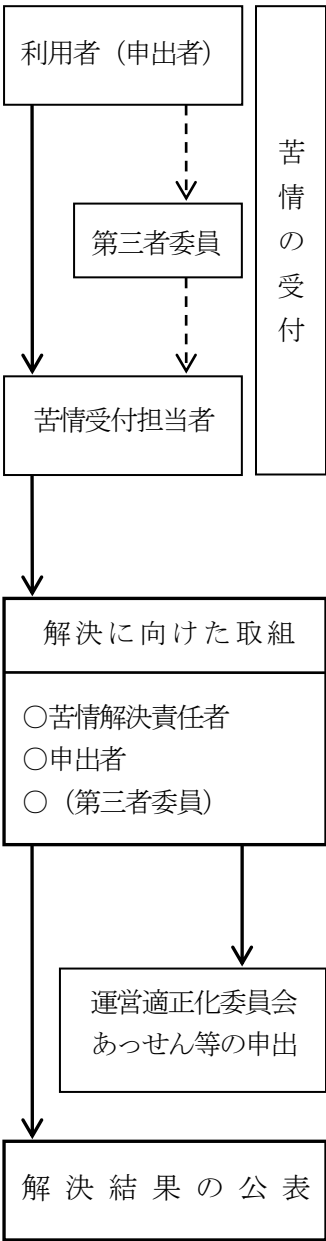 利用者（申出者）
苦情の受付
第三者委員
苦情受付担当者
解決に向けた取組
○苦情解決責任者
○申出者
○（第三者委員）
運営適正化委員会
あっせん等の申出
解決結果の公表